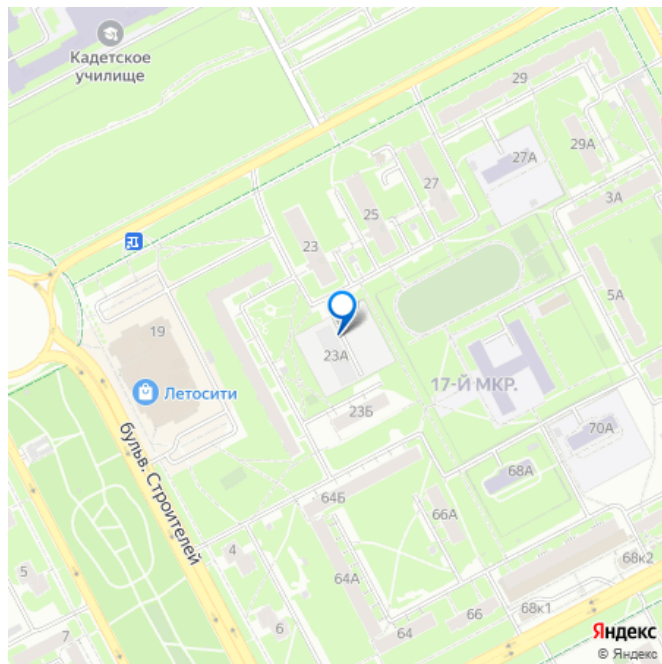 Кадетское
училище
29
27А
29А
27
3А
25
23
5А
19
23А
Летосити
17-Й МКР.
23Б
70А
68А
бульв. Строителей
64Б
66А
4
68к2
5
64А
68к1
66
6
64
7
Яндекс
© Яндекс